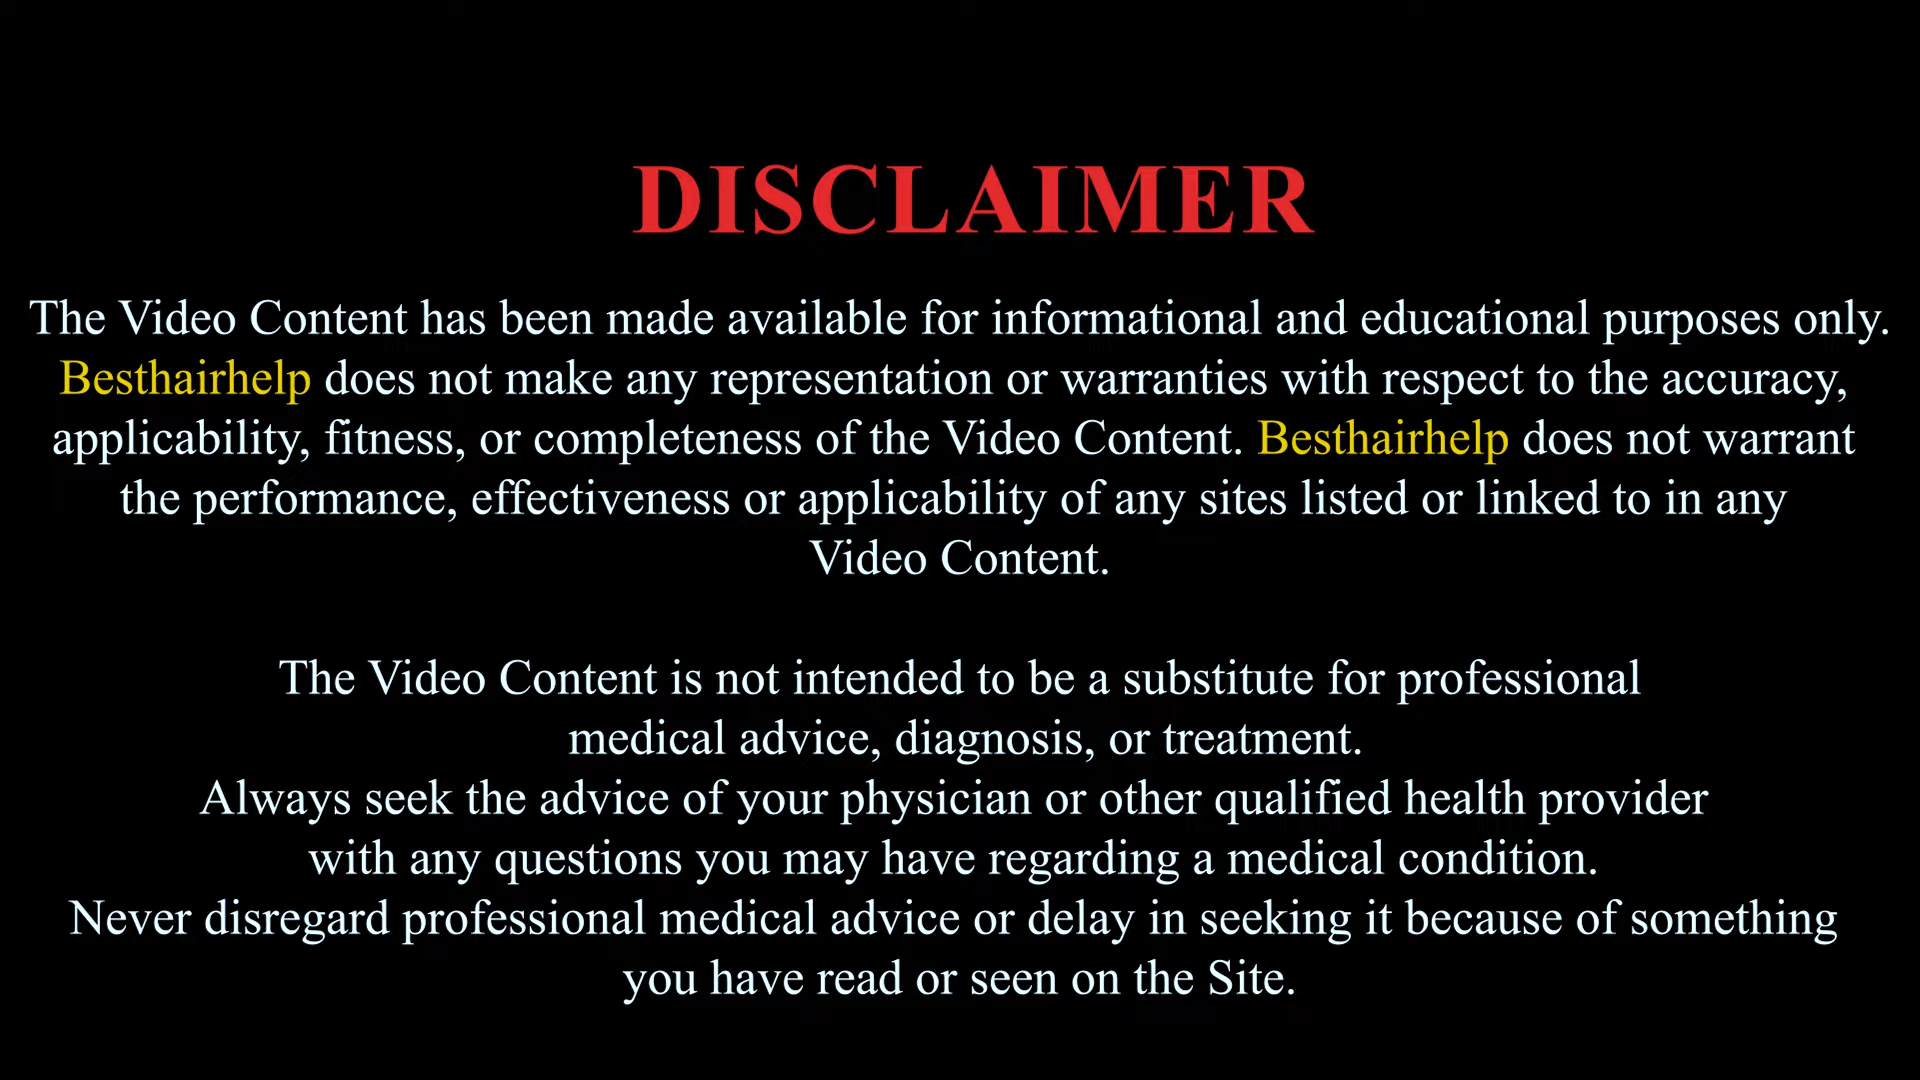 DISCLAIMER
The Video Content has been made available for informational and educational purposes only.
Besthairhelp does not make any representation or warranties with respect to the accuracy,
applicability, fitness, or completeness of the Video Content. Besthairhelp does not warrant
the performance, effectiveness or applicability of any sites listed or linked to in any
Video Content.
The Video Content is not intended to be a substitute for professional
medical advice, diagnosis, or treatment.
Always seek the advice of your physician or other qualified health provider
with any questions you may have regarding a medical condition.
Never disregard professional medical advice or delay in seeking it because of something
you have read or seen on the Site.